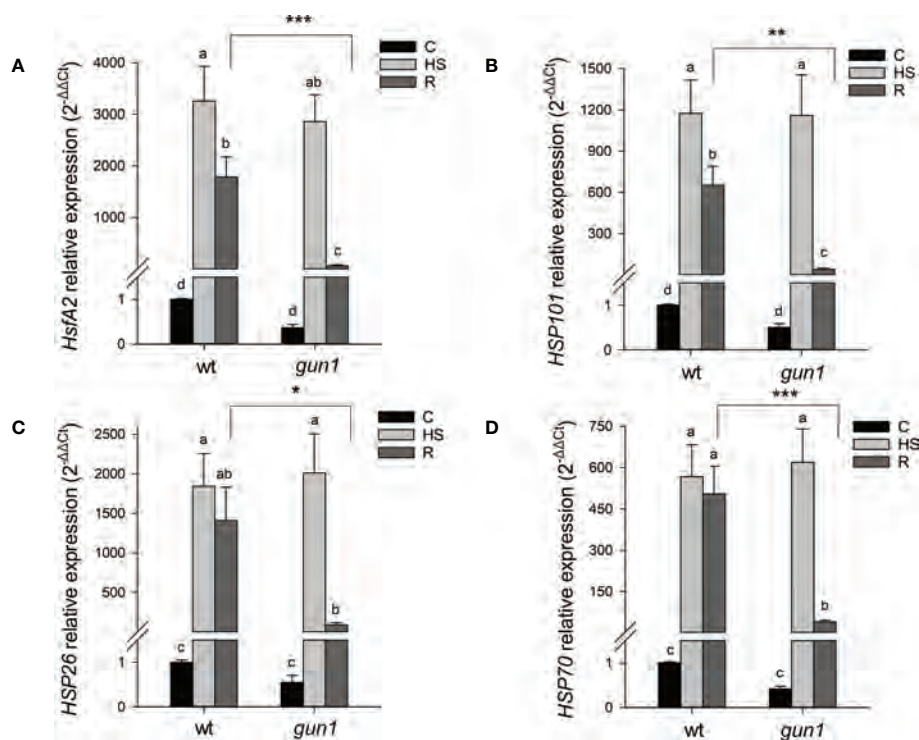 A
HsfA2 relative expression (2-ΔΔCt)
4000
3000
2000
1000
1
0
***
a
b
d
ab
c
d
wt
gun1
C
HS
R
B
HSP101 relative expression (2-ΔΔCt)
1500
1200
900
600
300
1
0
**
a
b
d
a
c
d
wt
gun1
C
HS
R
C
HSP26 relative expression (2-ΔΔCt)
2500
2000
1500
1000
500
1
0
*
a
ab
c
a
b
c
wt
gun1
C
HS
R
D
HSP70 relative expression (2-ΔΔCt)
750
600
450
300
150
1
0
***
a
a
c
a
b
c
wt
gun1
C
HS
R